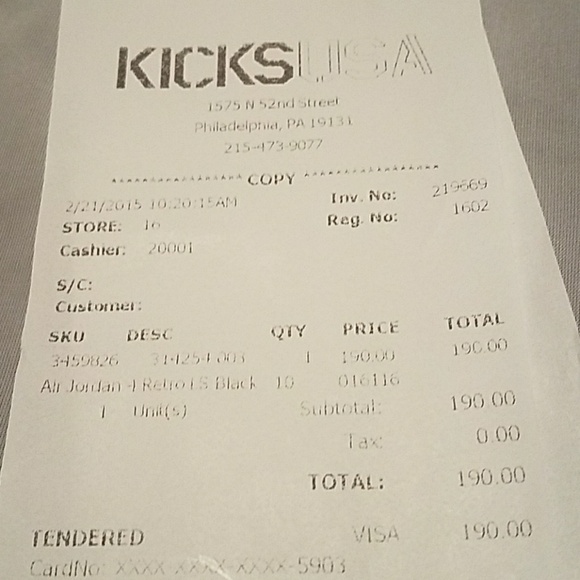 KICKS USA
1575 N 52nd Street
Philadelphia, PA 19131
215-473-9077
***************** COPY *****************
2/21/2015 10:20:15AM Inv. No: 219669
STORE: 16 Reg. No: 1602
Cashier: 20001
S/C:
Customer:
SKU DESC QTY PRICE TOTAL
3459826 314254 003 1 190.00 190.00
Air Jordan 4 Retro LS Black 10 016116
1 Unit(s) Subtotal: 190.00
Tax: 0.00
TOTAL: 190.00
TENDERED VISA 190.00
CardNo: XXXX-XXXX-XXXX-5903